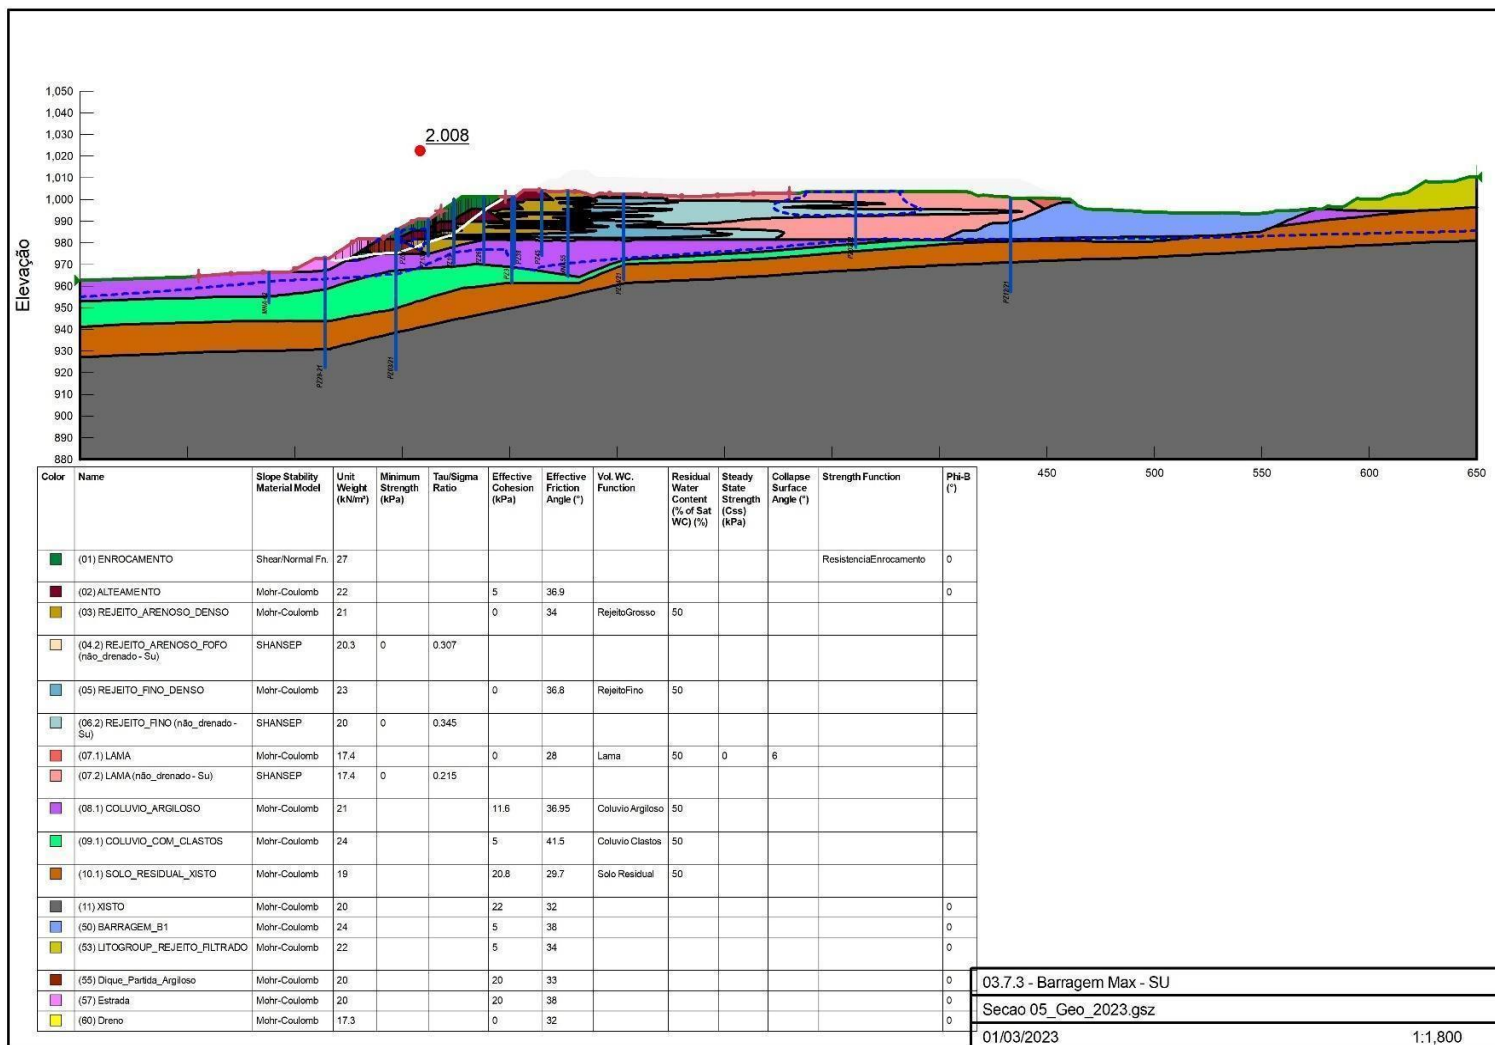 2.008
Elevação
1,050
1,040
1,030
1,020
1,010
1,000
990
980
970
960
950
940
930
920
910
900
890
880
450
500
550
600
650
Color Name Slope Stability Material Model Unit Weight (kN/m³) Minimum Strength (kPa) Tau/Sigma Ratio Effective Cohesion (kPa) Effective Friction Angle (°) Vol. WC. Function Residual Water Content (% of Sat WC) (%) Steady State Strength (Css) (kPa) Collapse Surface Angle (°) Strength Function Phi-B (°)
(01) ENROCAMENTO Shear/Normal Fn. 27 ResistenciaEnrocamento 0
(02) ALTEAMENTO Mohr-Coulomb 22 5 36.9 0
(03) REJEITO_ARENOSO_DENSO Mohr-Coulomb 21 0 34 RejeitoGrosso 50
(04.2) REJEITO_ARENOSO_FOFO (não_drenado - Su) SHANSEP 20.3 0 0.307
(05) REJEITO_FINO_DENSO Mohr-Coulomb 23 0 36.8 RejeitoFino 50
(06.2) REJEITO_FINO (não_drenado - Su) SHANSEP 20 0 0.345
(07.1) LAMA Mohr-Coulomb 17.4 0 28 Lama 50 0 6
(07.2) LAMA (não_drenado - Su) SHANSEP 17.4 0 0.215
(08.1) COLUVIO_ARGILOSO Mohr-Coulomb 21 11.6 36.95 Coluvio Argiloso 50
(09.1) COLUVIO_COM_CLASTOS Mohr-Coulomb 24 5 41.5 Coluvio Clastos 50
(10.1) SOLO_RESIDUAL_XISTO Mohr-Coulomb 19 20.8 29.7 Solo Residual 50
(11) XISTO Mohr-Coulomb 20 22 32 0
(50) BARRAGEM_B1 Mohr-Coulomb 24 5 38 0
(53) LITOGROUP_REJEITO_FILTRADO Mohr-Coulomb 22 5 34 0
(55) Dique_Partida_Argiloso Mohr-Coulomb 20 20 33 0
(57) Estrada Mohr-Coulomb 20 20 38 0
(60) Dreno Mohr-Coulomb 17.3 0 32 0
03.7.3 - Barragem Max - SU
Secao 05_Geo_2023.gsz
01/03/2023 1:1,800